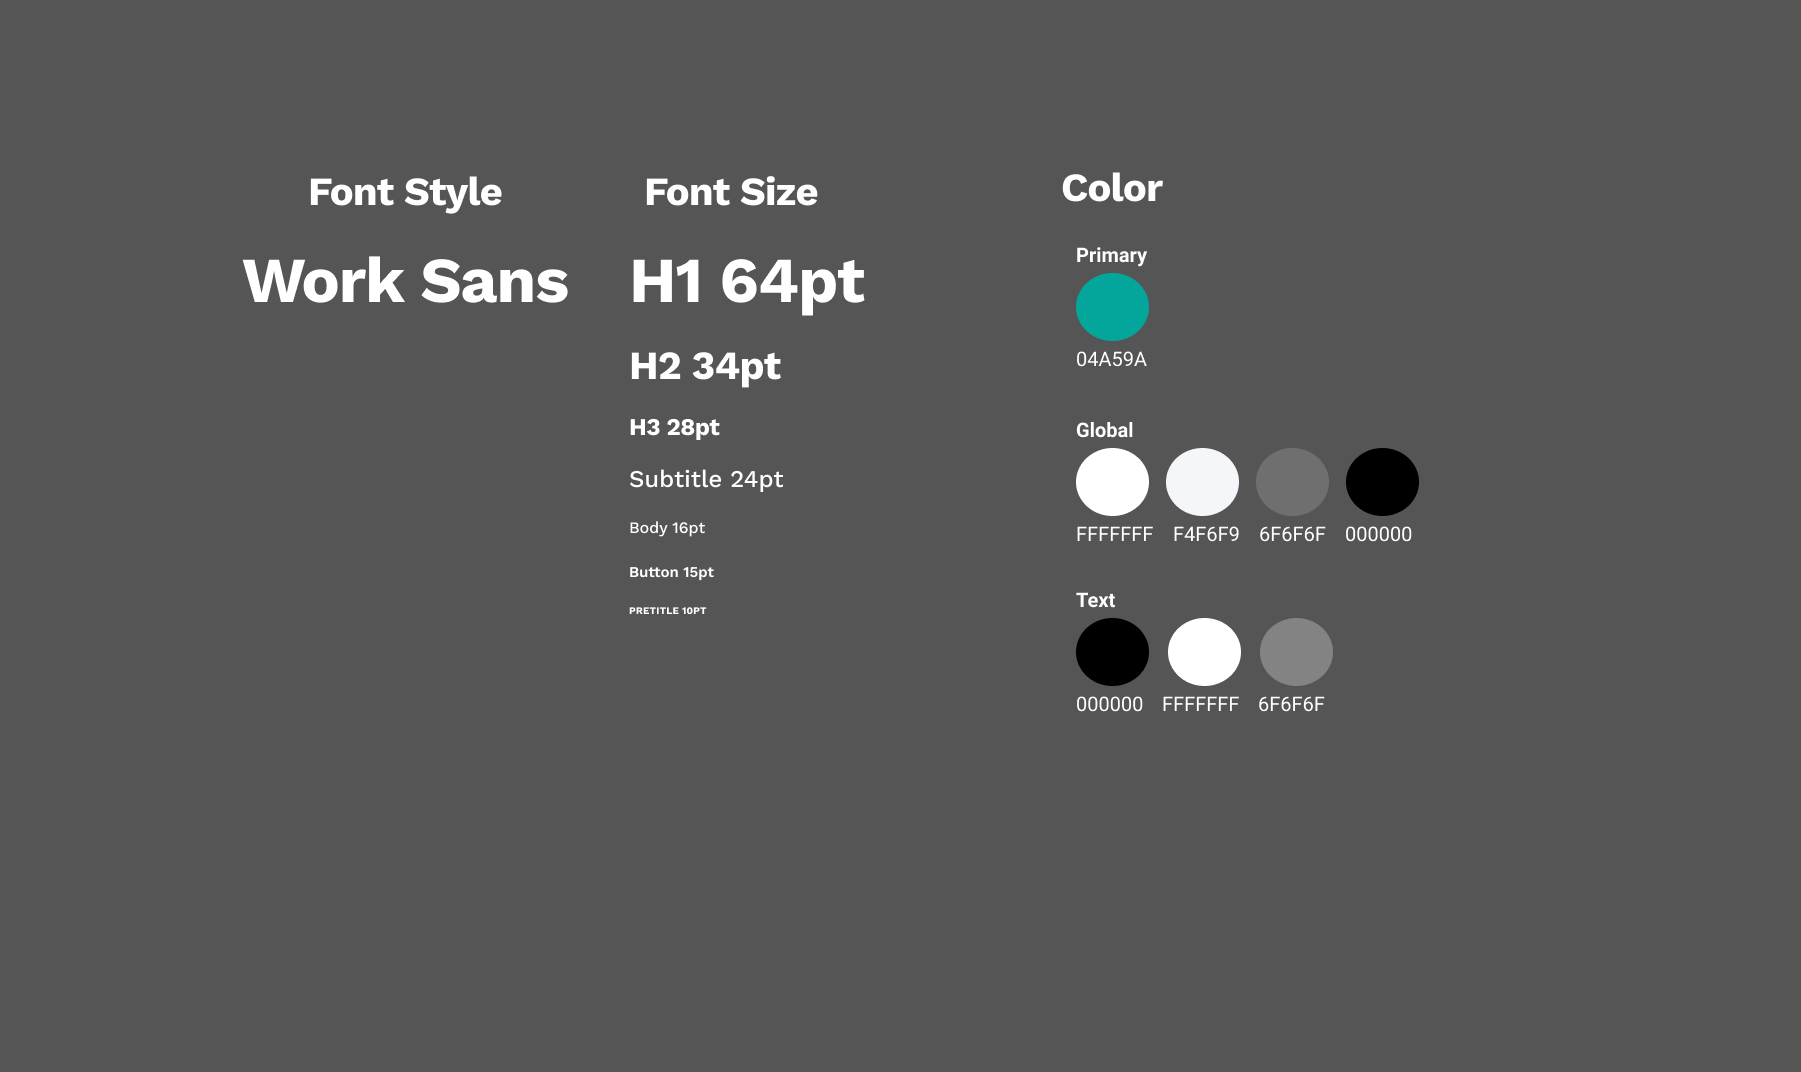 Font Style
Work Sans
Font Size
H1 64pt
H2 34pt
H3 28pt
Subtitle 24pt
Body 16pt
Button 15pt
PRETITLE 10PT
Color
Primary
04A59A
Global
FFFFFFF F4F6F9 6F6F6F 000000
Text
000000 FFFFFFF 6F6F6F